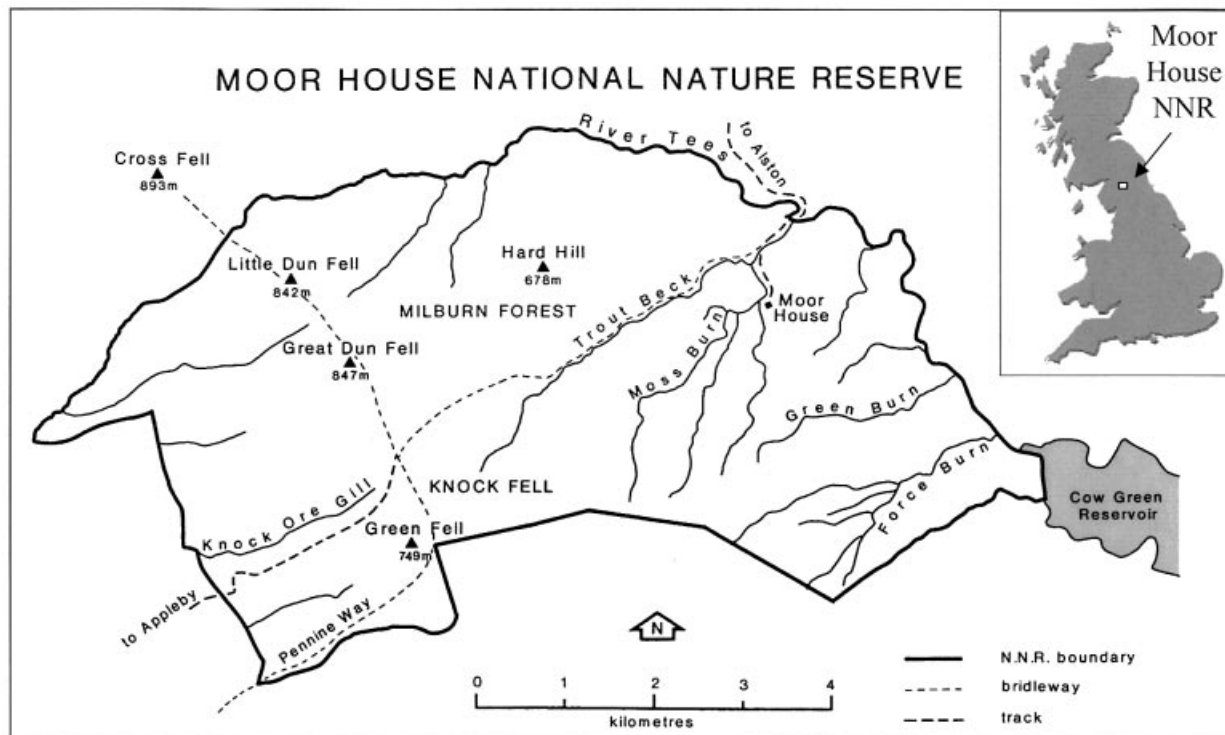 MOOR HOUSE NATIONAL NATURE RESERVE
Moor
House
NNR
River Tees
to Alston
Cross Fell
893m
Little Dun Fell
842m
Hard Hill
678m
MILBURN FOREST
Trout Beck
Moor
House
Great Dun Fell
847m
Moss Burn
Green Burn
KNOCK FELL
Knock Ore Gill
Force Burn
Cow Green
Reservoir
Green Fell
749m
to Appleby
Pennine Way
N
0 1 2 3 4
kilometres
N.N.R. boundary
bridleway
track